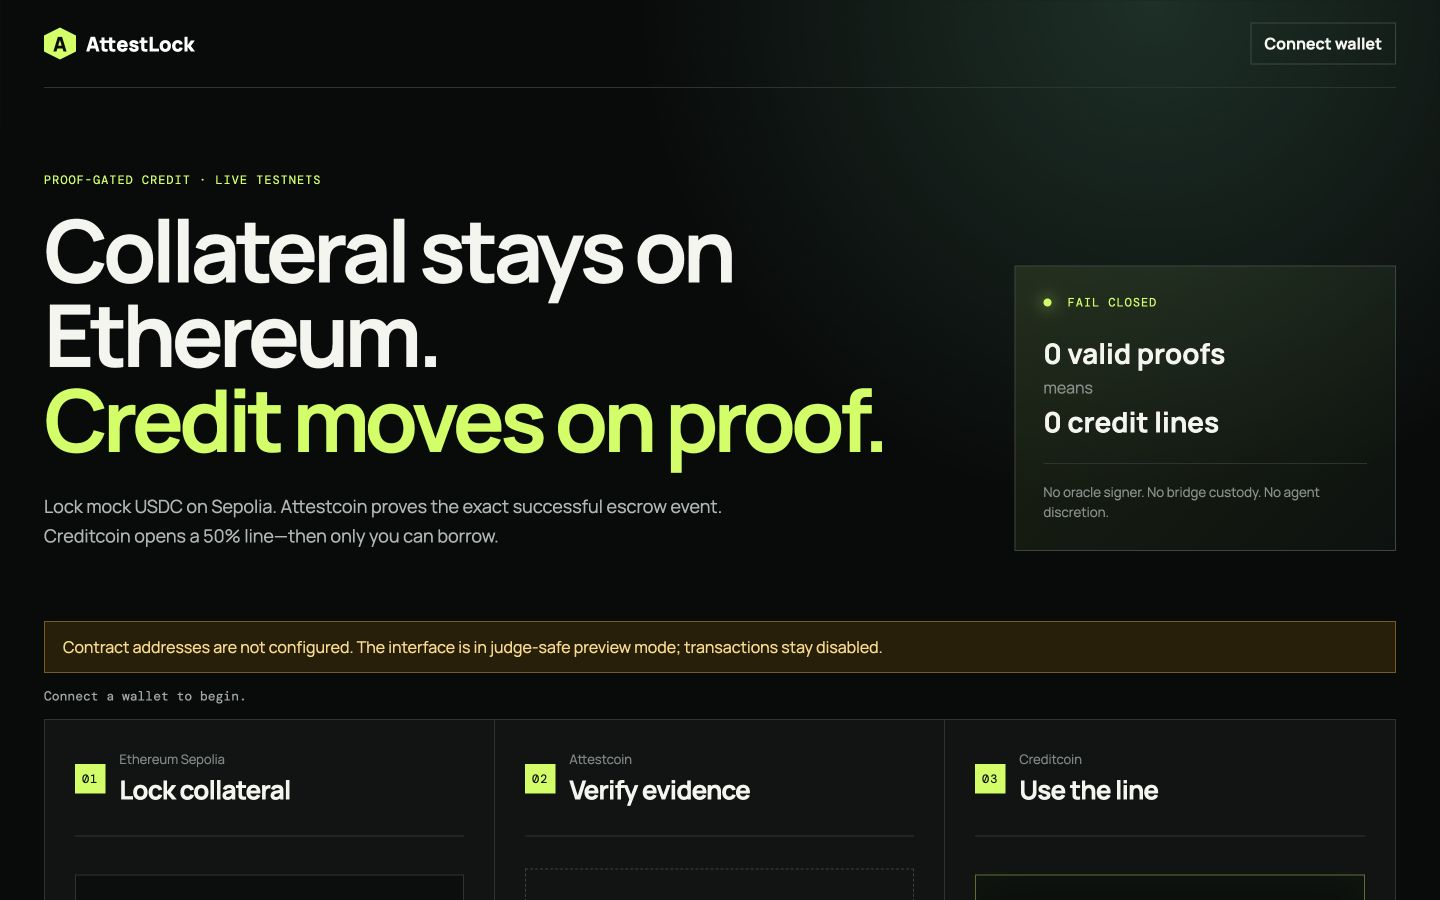 A AttestLock
Connect wallet
PROOF-GATED CREDIT · LIVE TESTNETS
Collateral stays on
Ethereum.
Credit moves on proof.
Lock mock USDC on Sepolia. Attestcoin proves the exact successful escrow event.
Creditcoin opens a 50% line—then only you can borrow.
FAIL CLOSED
0 valid proofs
means
0 credit lines
No oracle signer. No bridge custody. No agent
discretion.
Contract addresses are not configured. The interface is in judge-safe preview mode; transactions stay disabled.
Connect a wallet to begin.
01
Ethereum Sepolia
Lock collateral
02
Attestcoin
Verify evidence
03
Creditcoin
Use the line